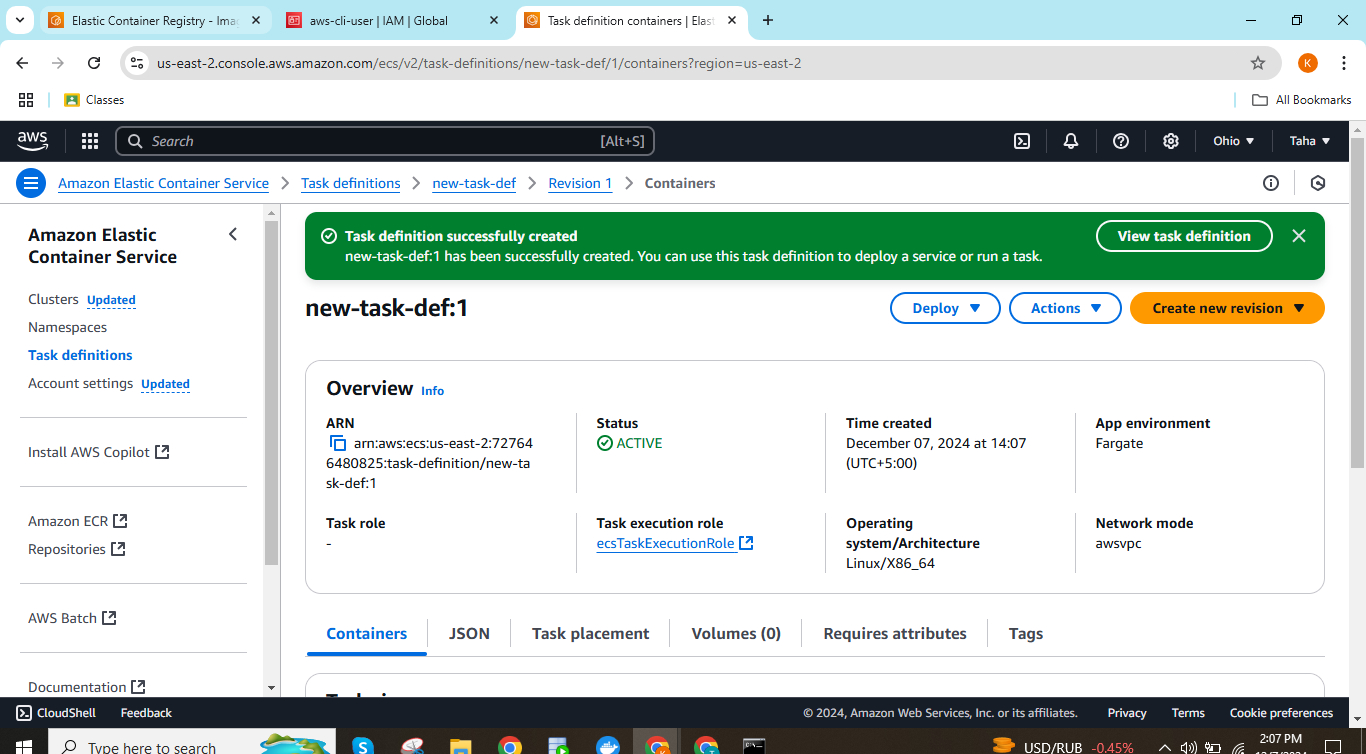 Elastic Container Registry - Ima
aws-cli-user | IAM | Global
Task definition containers | Elast
us-east-2.console.aws.amazon.com/ecs/v2/task-definitions/new-task-def/1/containers?region=us-east-2
K
Classes
All Bookmarks
aws
Search
[Alt+S]
Ohio
Taha
Amazon Elastic Container Service
Task definitions
new-task-def
Revision 1
Containers
Amazon Elastic
Container Service
Clusters Updated
Namespaces
Task definitions
Account settings Updated
Install AWS Copilot
Amazon ECR
Repositories
AWS Batch
Documentation
Task definition successfully created
new-task-def:1 has been successfully created. You can use this task definition to deploy a service or run a task.
View task definition
new-task-def:1
Deploy
Actions
Create new revision
Overview Info
ARN
arn:aws:ecs:us-east-2:72764
6480825:task-definition/new-ta
sk-def:1
Status
ACTIVE
Time created
December 07, 2024 at 14:07
(UTC+5:00)
App environment
Fargate
Task role
-
Task execution role
ecsTaskExecutionRole
Operating
system/Architecture
Linux/X86_64
Network mode
awsvpc
Containers
JSON
Task placement
Volumes (0)
Requires attributes
Tags
CloudShell
Feedback
© 2024, Amazon Web Services, Inc. or its affiliates.
Privacy
Terms
Cookie preferences
Type here to search
USD/RUB -0.45%
2:07 PM